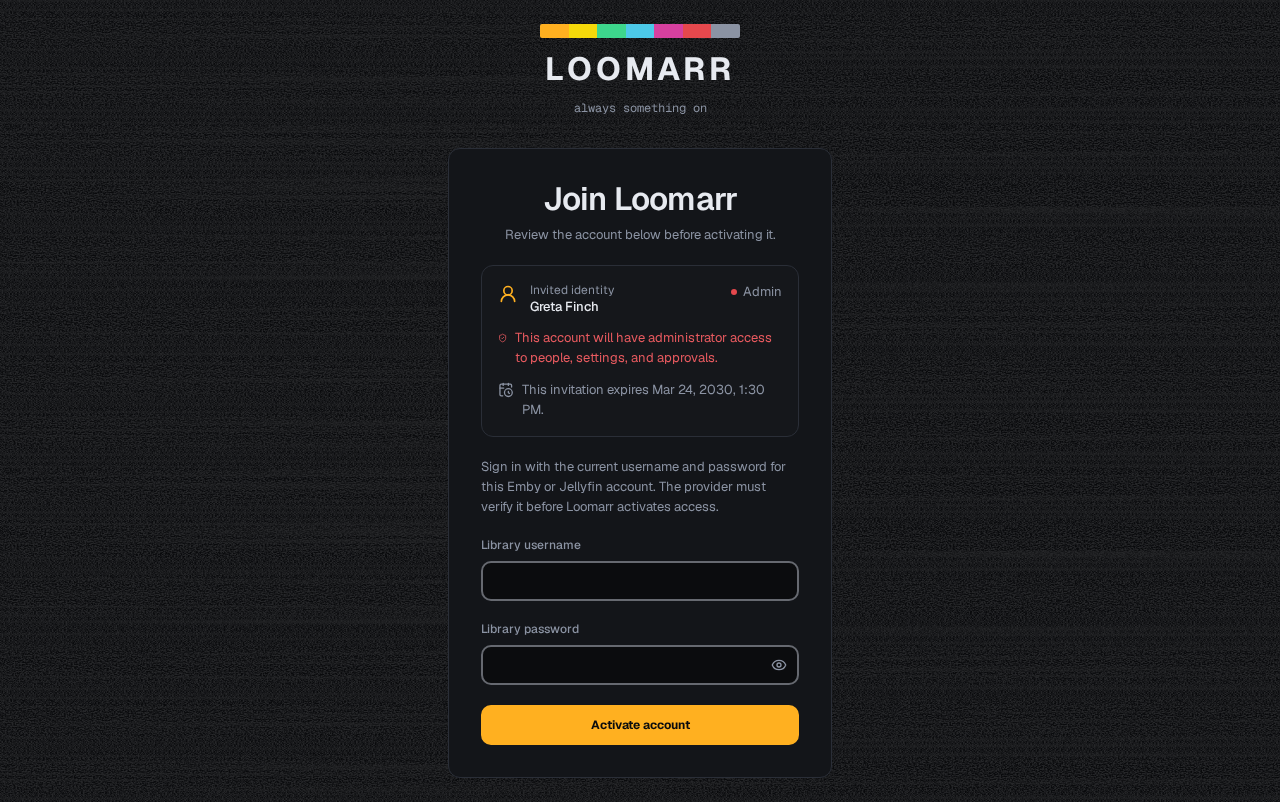 LOOMARR
always something on
Join Loomarr
Review the account below before activating it.
Invited identity
Greta Finch
Admin
This account will have administrator access
to people, settings, and approvals.
This invitation expires Mar 24, 2030, 1:30
PM.
Sign in with the current username and password for
this Emby or Jellyfin account. The provider must
verify it before Loomarr activates access.
Library username
Library password
Activate account